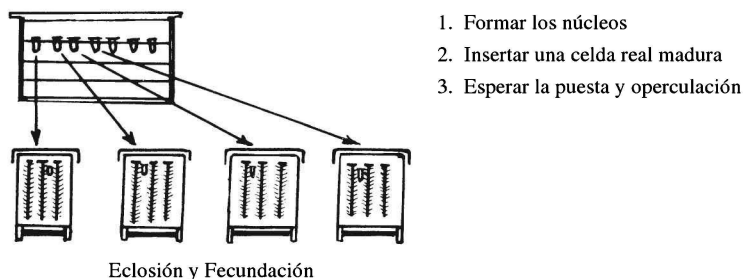 1. Formar los núcleos
2. Insertar una celda real madura
3. Esperar la puesta y operculación
Eclosión y Fecundación